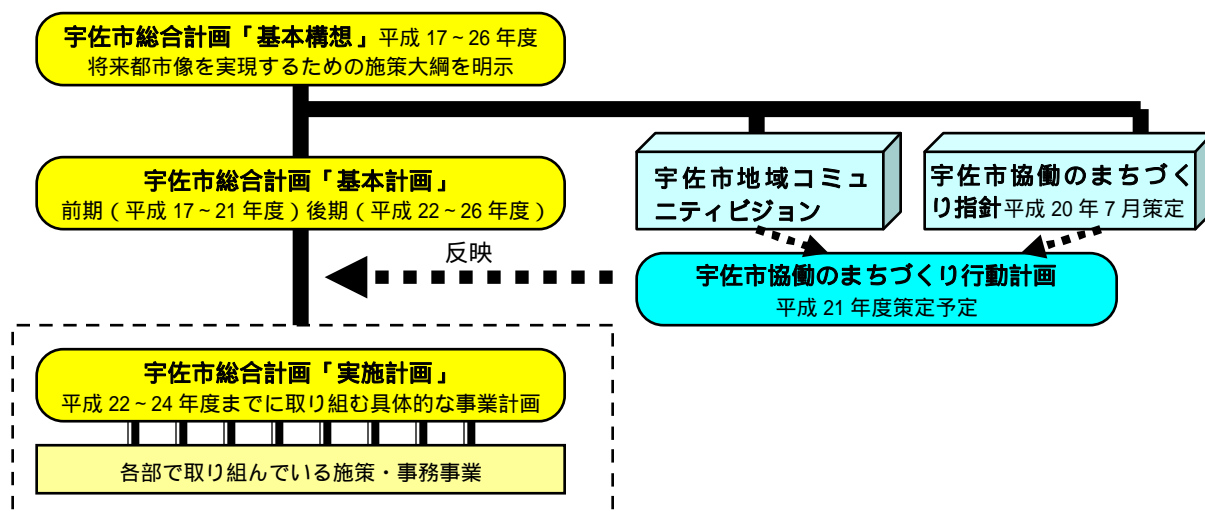 宇佐市総合計画「基本構想」平成 17~26 年度
将来都市像を実現するための施策大綱を明示
宇佐市地域コミュ
ニティビジョン
宇佐市協働のまちづく
り指針平成 20 年 7 月策定
宇佐市総合計画「基本計画」
前期(平成 17~21 年度)後期(平成 22~26 年度)
反映
宇佐市協働のまちづくり行動計画
平成 21 年度策定予定
宇佐市総合計画「実施計画」
平成 22~24 年度までに取り組む具体的な事業計画
各部で取り組んでいる施策・事務事業